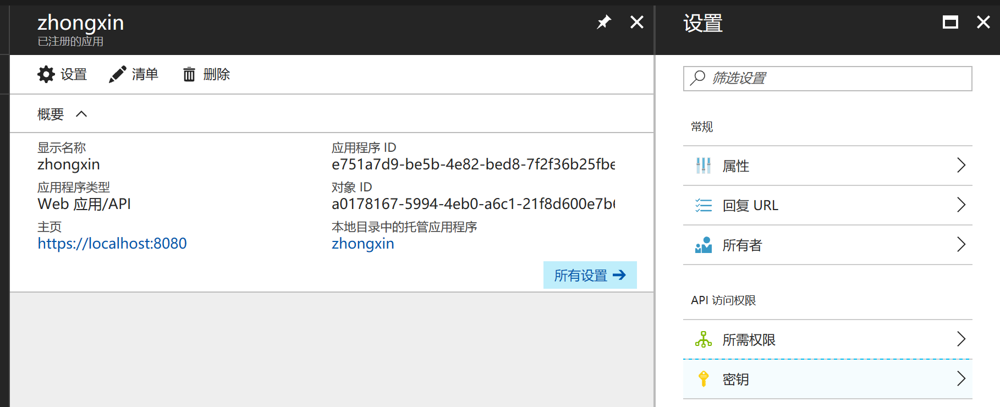 zhongxin
已注册的应用
设置
清单
删除
概要
显示名称
zhongxin
应用程序类型
Web 应用/API
主页
https://localhost:8080
应用程序 ID
e751a7d9-be5b-4e82-bed8-7f2f36b25fbe
对象 ID
a0178167-5994-4eb0-a6c1-21f8d600e7b6
本地目录中的托管应用程序
zhongxin
所有设置
设置
筛选设置
常规
属性
回复 URL
所有者
API 访问权限
所需权限
密钥